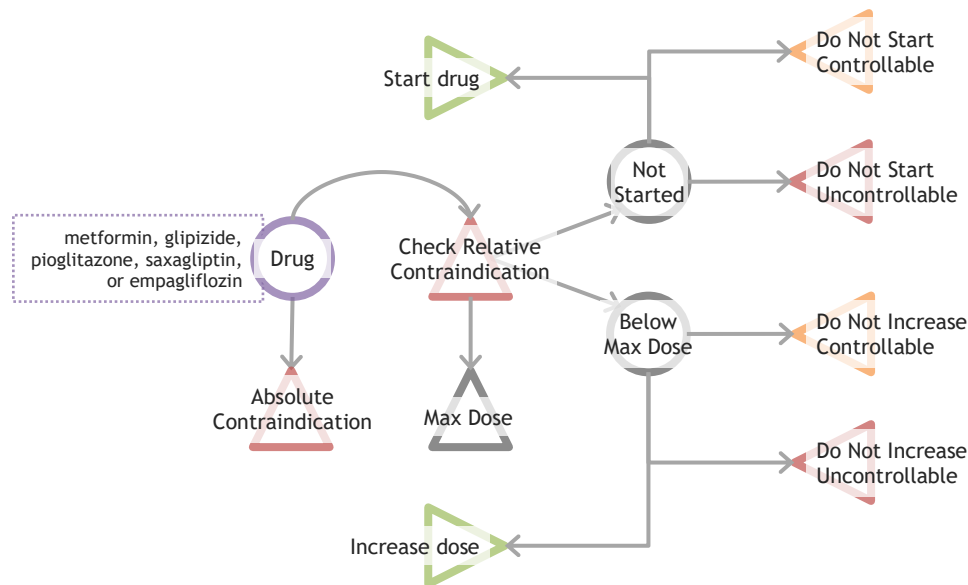 Do Not Start
Controllable
Start drug
Not
Started
Do Not Start
Uncontrollable
metformin, glipizide,
pioglitazone, saxagliptin,
or empagliflozin
Drug
Check Relative
Contraindication
Below
Max Dose
Do Not Increase
Controllable
Absolute
Contraindication
Max Dose
Do Not Increase
Uncontrollable
Increase dose